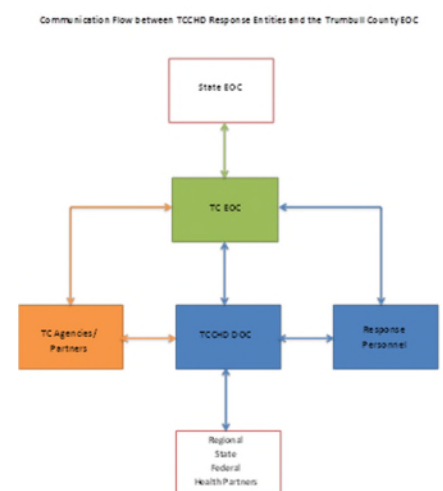 Communication Flow between TCCHD Response Entities and the Trumbull County EOC
State EOC
TC EOC
TC Agencies/
Partners
TCCHD DOC
Response
Personnel
Regional
State
Federal
Health Partners